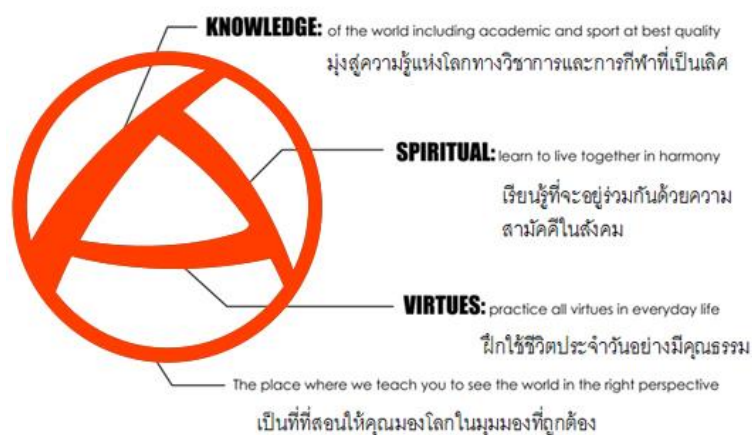 KNOWLEDGE: of the world including academic and sport at best quality
มุ่งสู่ความรู้แห่งโลกทางวิชาการและการกีฬาที่เป็นเลิศ
SPIRITUAL: learn to live together in harmony
เรียนรู้ที่จะอยู่ร่วมกันด้วยความ
สามัคคีในสังคม
VIRTUES: practice all virtues in everyday life
ฝึกใช้ชีวิตประจำวันอย่างมีคุณธรรม
The place where we teach you to see the world in the right perspective
เป็นที่ที่สอนให้คุณมองโลกในมุมมองที่ถูกต้อง